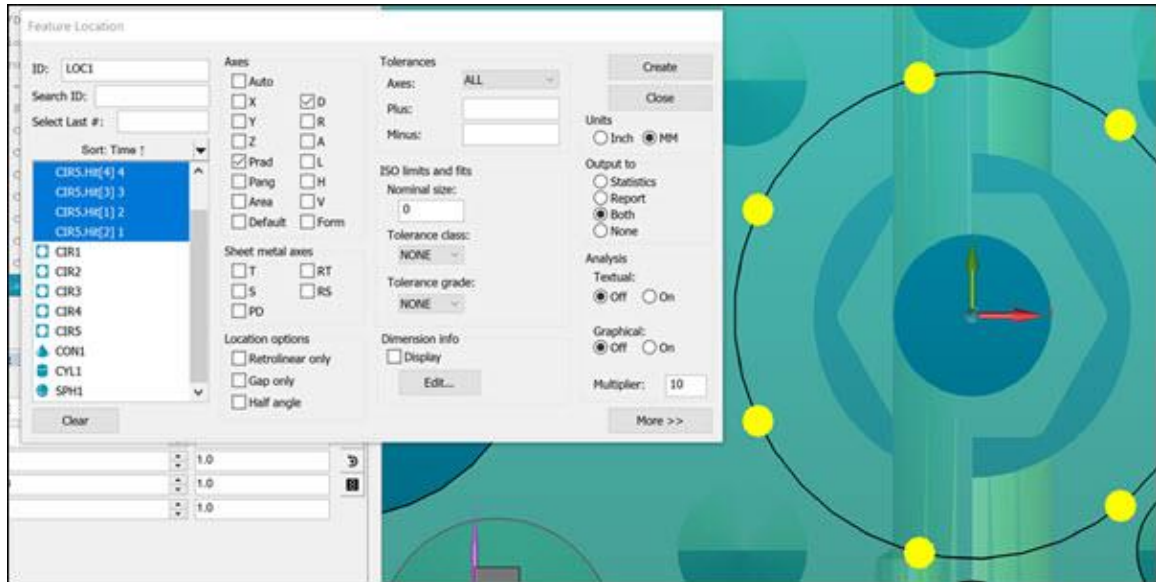 Feature Location
ID: LOC1
Search ID:
Select Last #:
Sort: Time ↑
CIR5.Hit[4] 4
CIR5.Hit[3] 3
CIR5.Hit[1] 2
CIR5.Hit[2] 1
CIR1
CIR2
CIR3
CIR4
CIR5
CON1
CYL1
SPH1
Clear
Axes
Auto
X D
Y R
Z A
Prad L
Pang H
Area V
Default Form
Sheet metal axes
T RT
S RS
PD
Location options
Retrolinear only
Gap only
Half angle
Tolerances
Axes: ALL
Plus:
Minus:
ISO limits and fits
Nominal size:
0
Tolerance class:
NONE
Tolerance grade:
NONE
Dimension info
Display
Edit...
Create
Close
Units
Inch MM
Output to
Statistics
Report
Both
None
Analysis
Textual:
Off On
Graphical:
Off On
Multiplier: 10
More >>
1.0
1.0
1.0